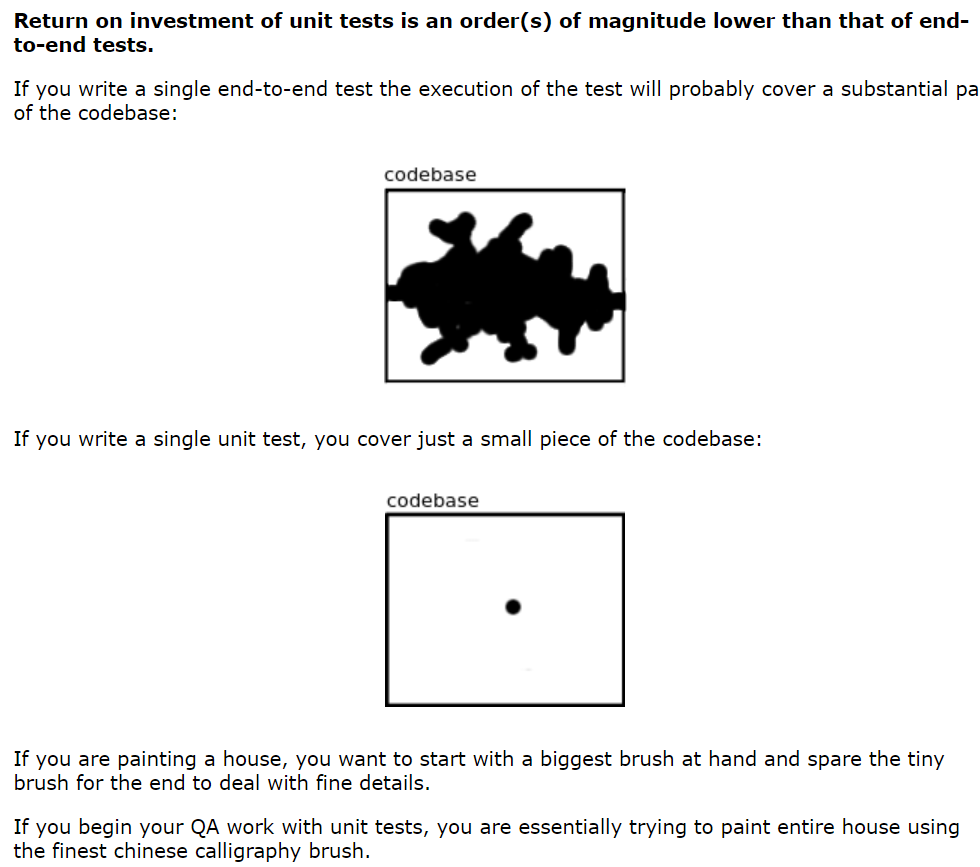 Return on investment of unit tests is an order(s) of magnitude lower than that of end-
to-end tests.
If you write a single end-to-end test the execution of the test will probably cover a substantial pa
of the codebase:
codebase
If you write a single unit test, you cover just a small piece of the codebase:
codebase
If you are painting a house, you want to start with a biggest brush at hand and spare the tiny
brush for the end to deal with fine details.
If you begin your QA work with unit tests, you are essentially trying to paint entire house using
the finest chinese calligraphy brush.